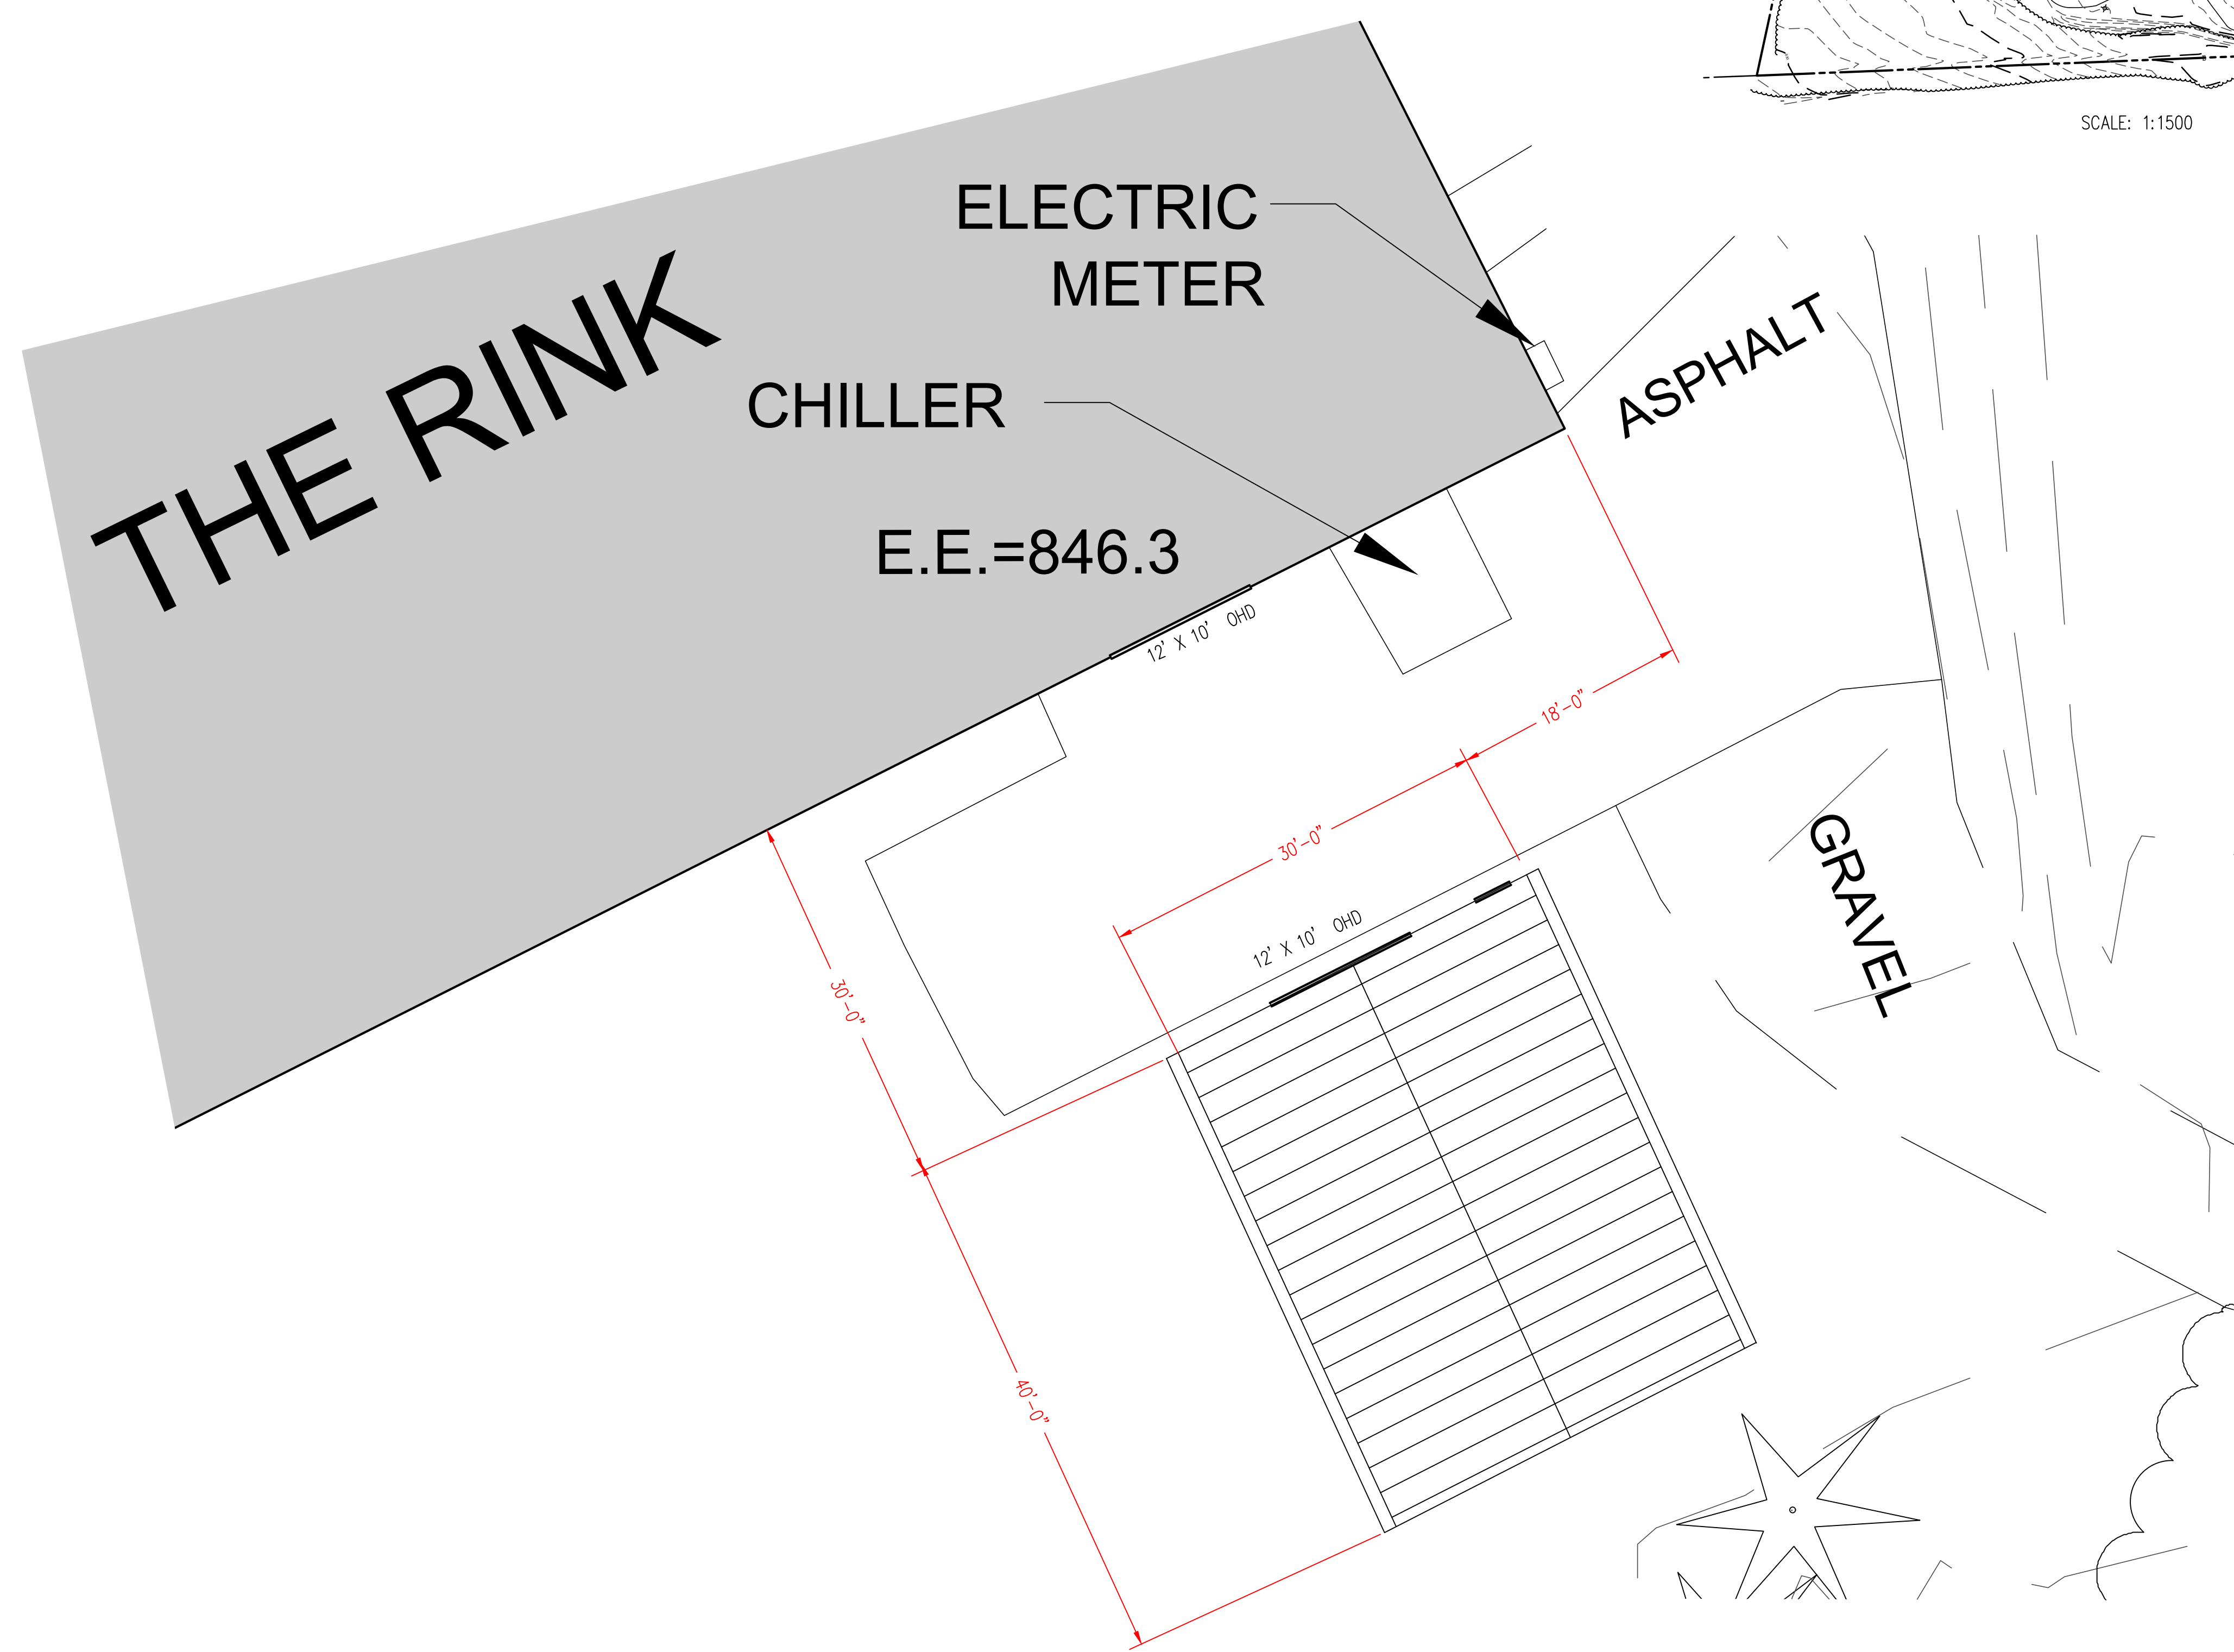 SCALE: 1:1500
ELECTRIC
METER
THE RINK
CHILLER
ASPHALT
E.E.=846.3
12' X 10' OHD
18'-0"
30'-0"
GRAVEL
12' X 10' OHD
30'-0"
40'-0"